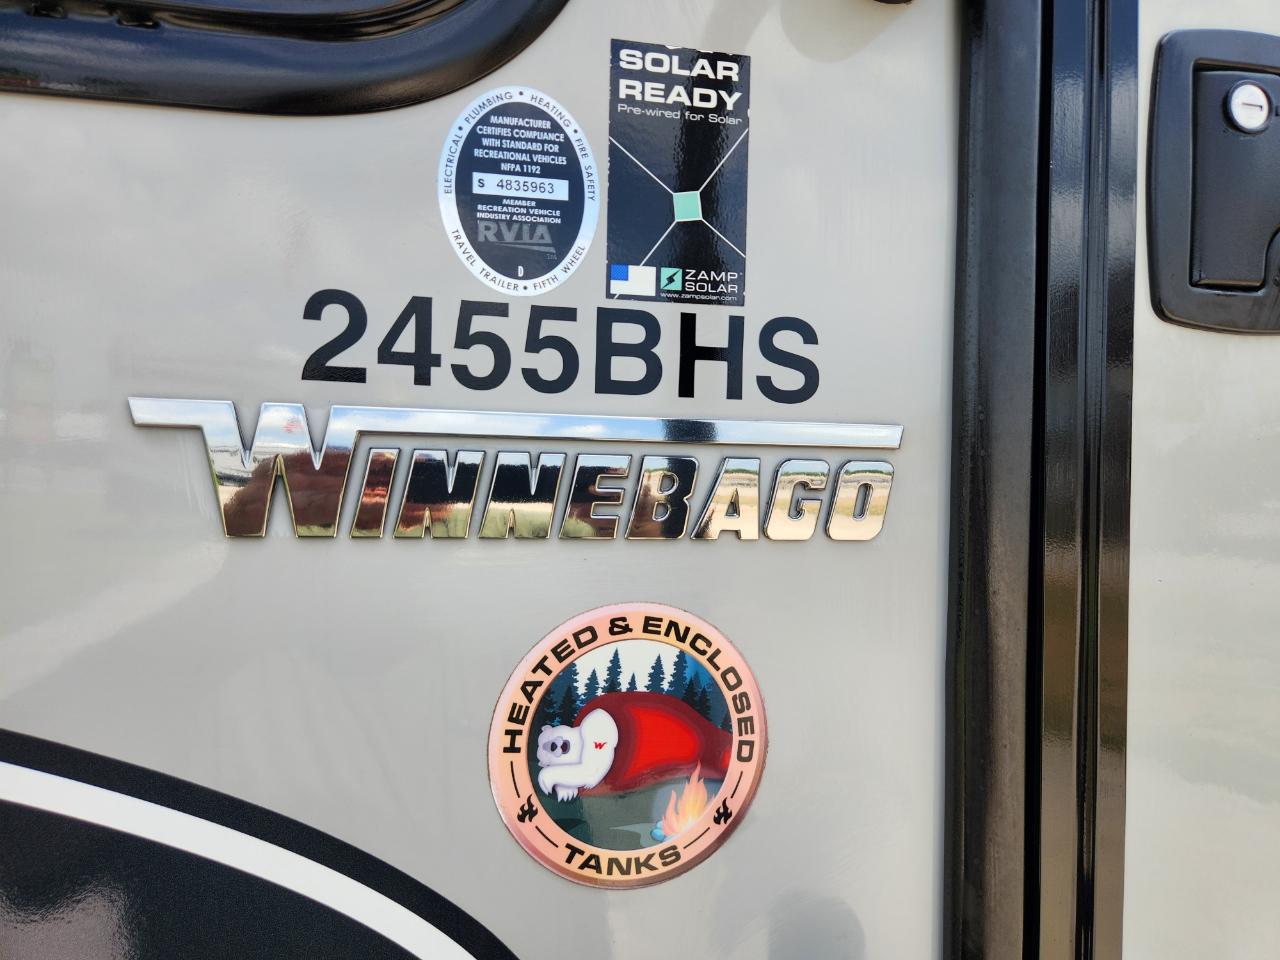 SOLAR
READY
Pre-wired for Solar
ZAMP
SOLAR
www.zampsolar.com
ELECTRICAL • PLUMBING • HEATING • FIRE SAFETY
MANUFACTURER
CERTIFIES COMPLIANCE
WITH STANDARD FOR
RECREATIONAL VEHICLES
NFPA 1192
S 4835963
MEMBER
RECREATION VEHICLE
INDUSTRY ASSOCIATION
RVIA
D
TRAVEL TRAILER • FIFTH WHEEL
2455BHS
WINNEBAGO
HEATED & ENCLOSED
W
TANKS